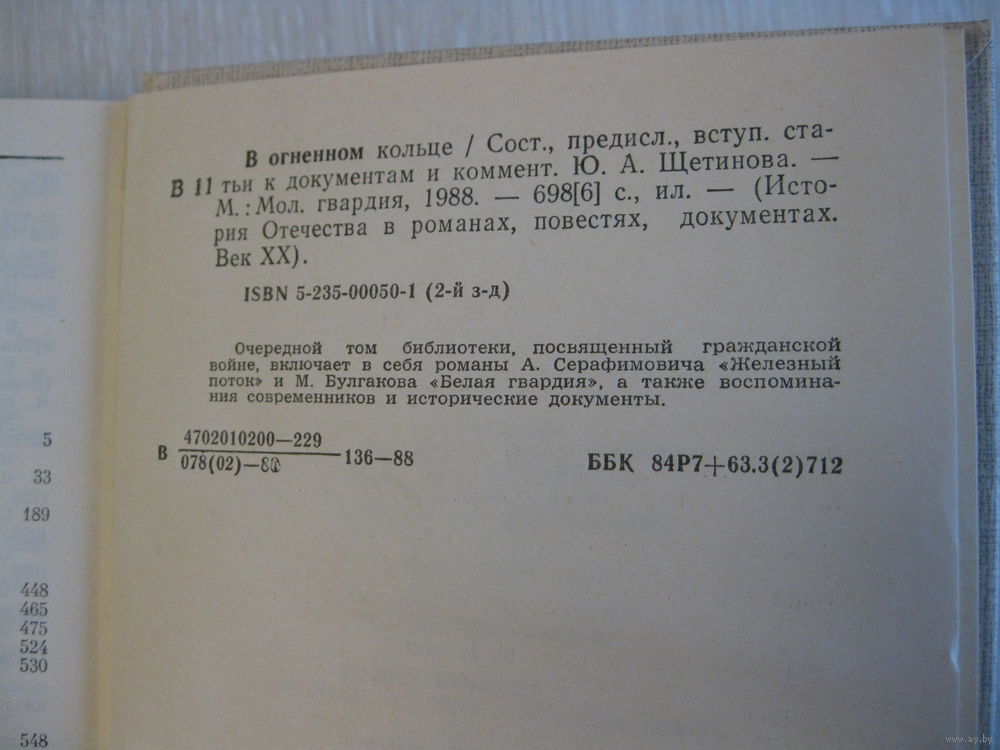 В огненном кольце / Сост., предисл., вступ. ста-
В 11 тьи к документам и коммент. Ю. А. Щетинова. —
М.: Мол. гвардия, 1988. — 698[6] с., ил. — (Исто-
рия Отечества в романах, повестях, документах.
Век XX).
ISBN 5-235-00050-1 (2-й з-д)
Очередной том библиотеки, посвященный гражданской
войне, включает в себя романы А. Серафимовича «Железный
поток» и М. Булгакова «Белая гвардия», а также воспомина-
ния современников и исторические документы.
В 4702010200—229
078(02)— 136—88
ББК 84Р7+63.3(2)712
5
33
189
448
465
475
524
530
548
www.ay.by